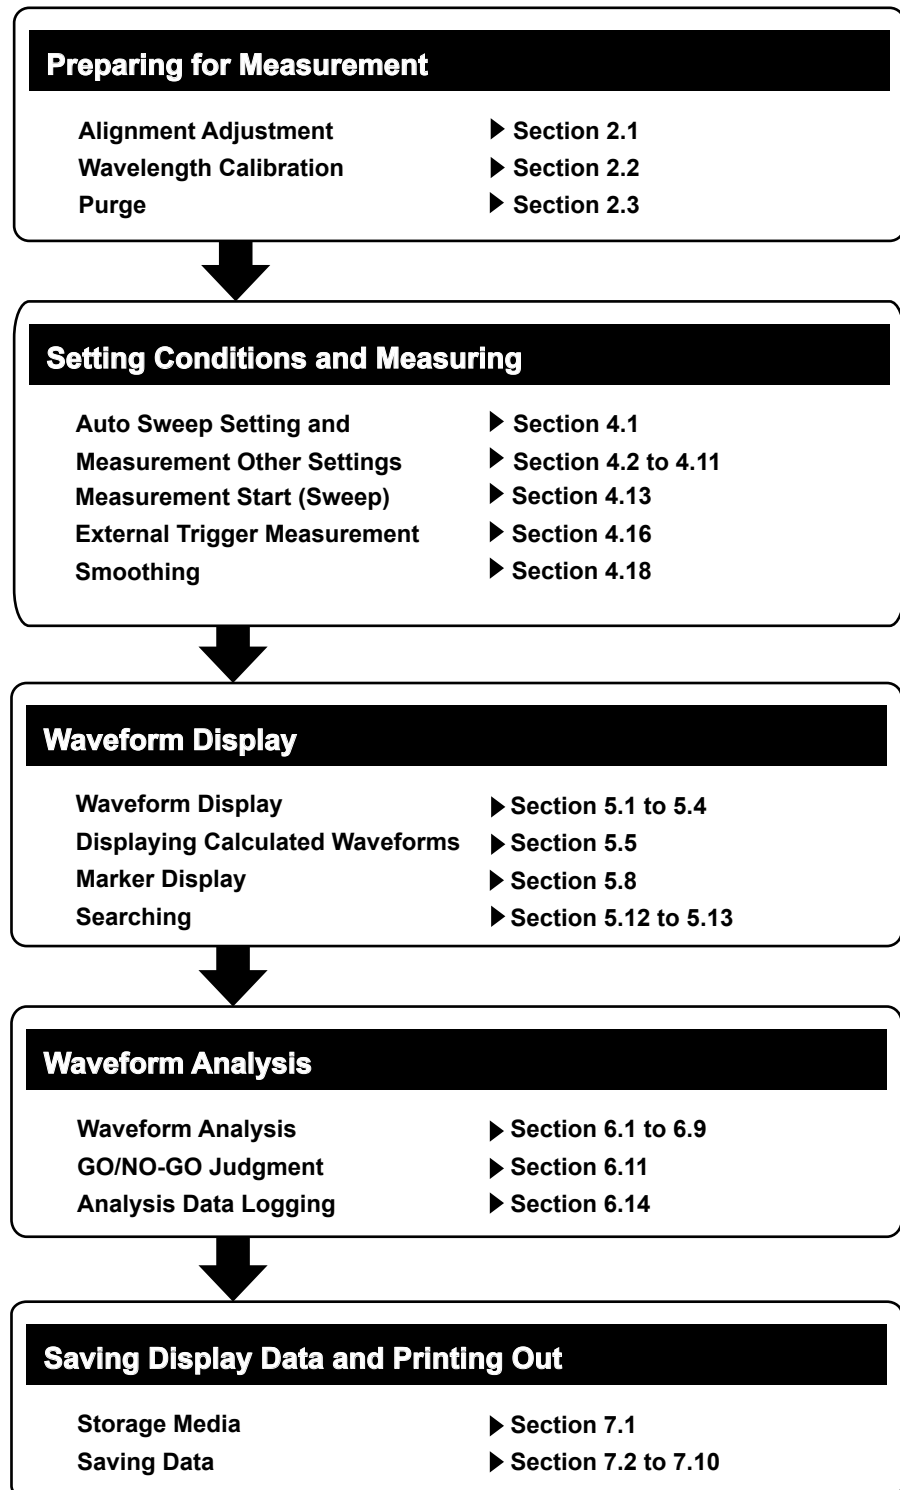 Preparing for Measurement
Alignment Adjustment ▶ Section 2.1
Wavelength Calibration ▶ Section 2.2
Purge ▶ Section 2.3
Setting Conditions and Measuring
Auto Sweep Setting and ▶ Section 4.1
Measurement Other Settings ▶ Section 4.2 to 4.11
Measurement Start (Sweep) ▶ Section 4.13
External Trigger Measurement ▶ Section 4.16
Smoothing ▶ Section 4.18
Waveform Display
Waveform Display ▶ Section 5.1 to 5.4
Displaying Calculated Waveforms ▶ Section 5.5
Marker Display ▶ Section 5.8
Searching ▶ Section 5.12 to 5.13
Waveform Analysis
Waveform Analysis ▶ Section 6.1 to 6.9
GO/NO-GO Judgment ▶ Section 6.11
Analysis Data Logging ▶ Section 6.14
Saving Display Data and Printing Out
Storage Media ▶ Section 7.1
Saving Data ▶ Section 7.2 to 7.10